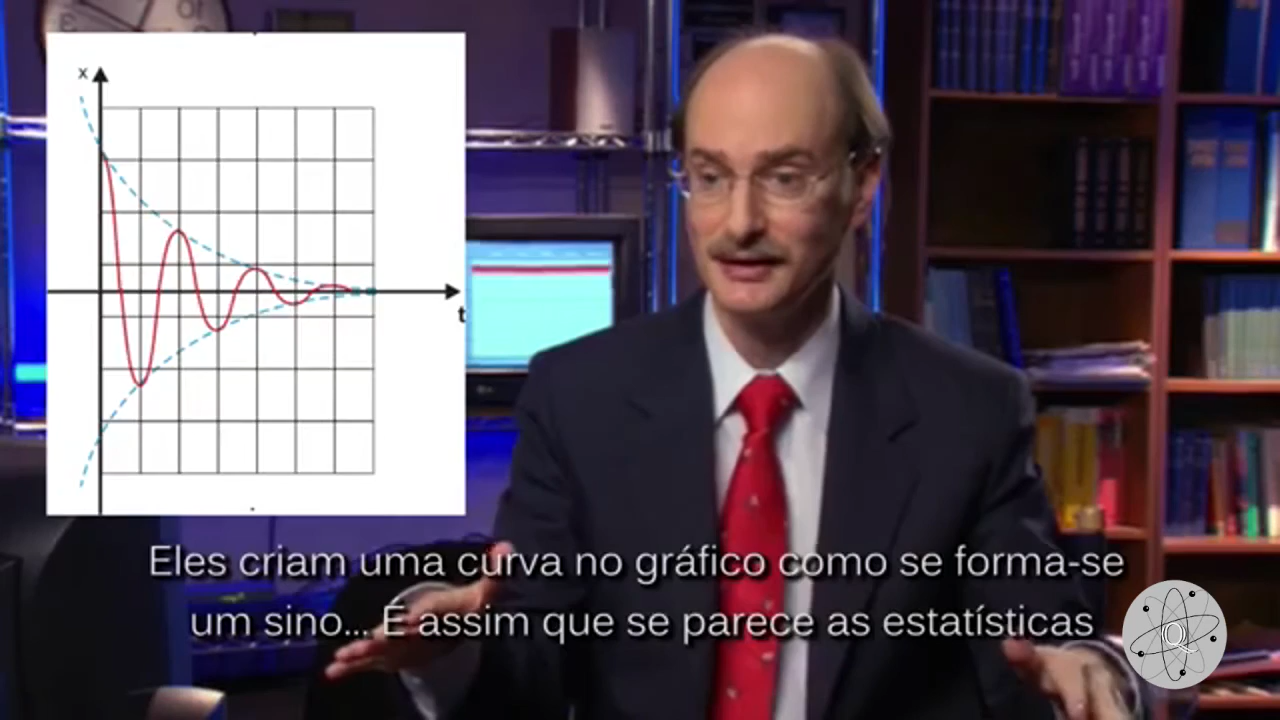 x
t
Eles criam uma curva no gráfico como se forma-se
um sino... É assim que se parece as estatísticas
Q